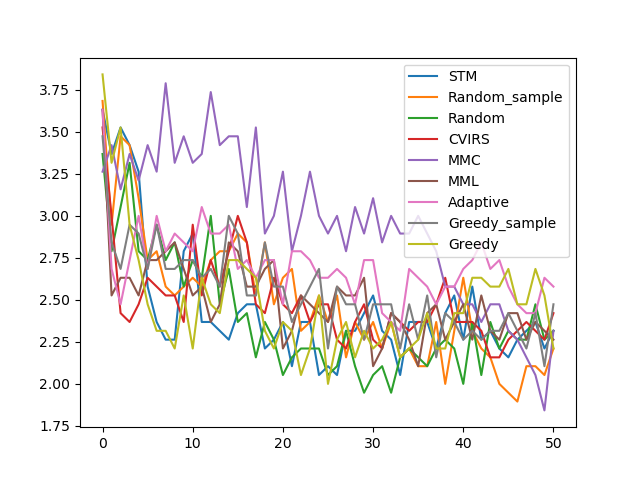 3.75
3.50
3.25
3.00
2.75
2.50
2.25
2.00
1.75
0
10
20
30
40
50
STM
Random_sample
Random
CVIRS
MMC
MML
Adaptive
Greedy_sample
Greedy